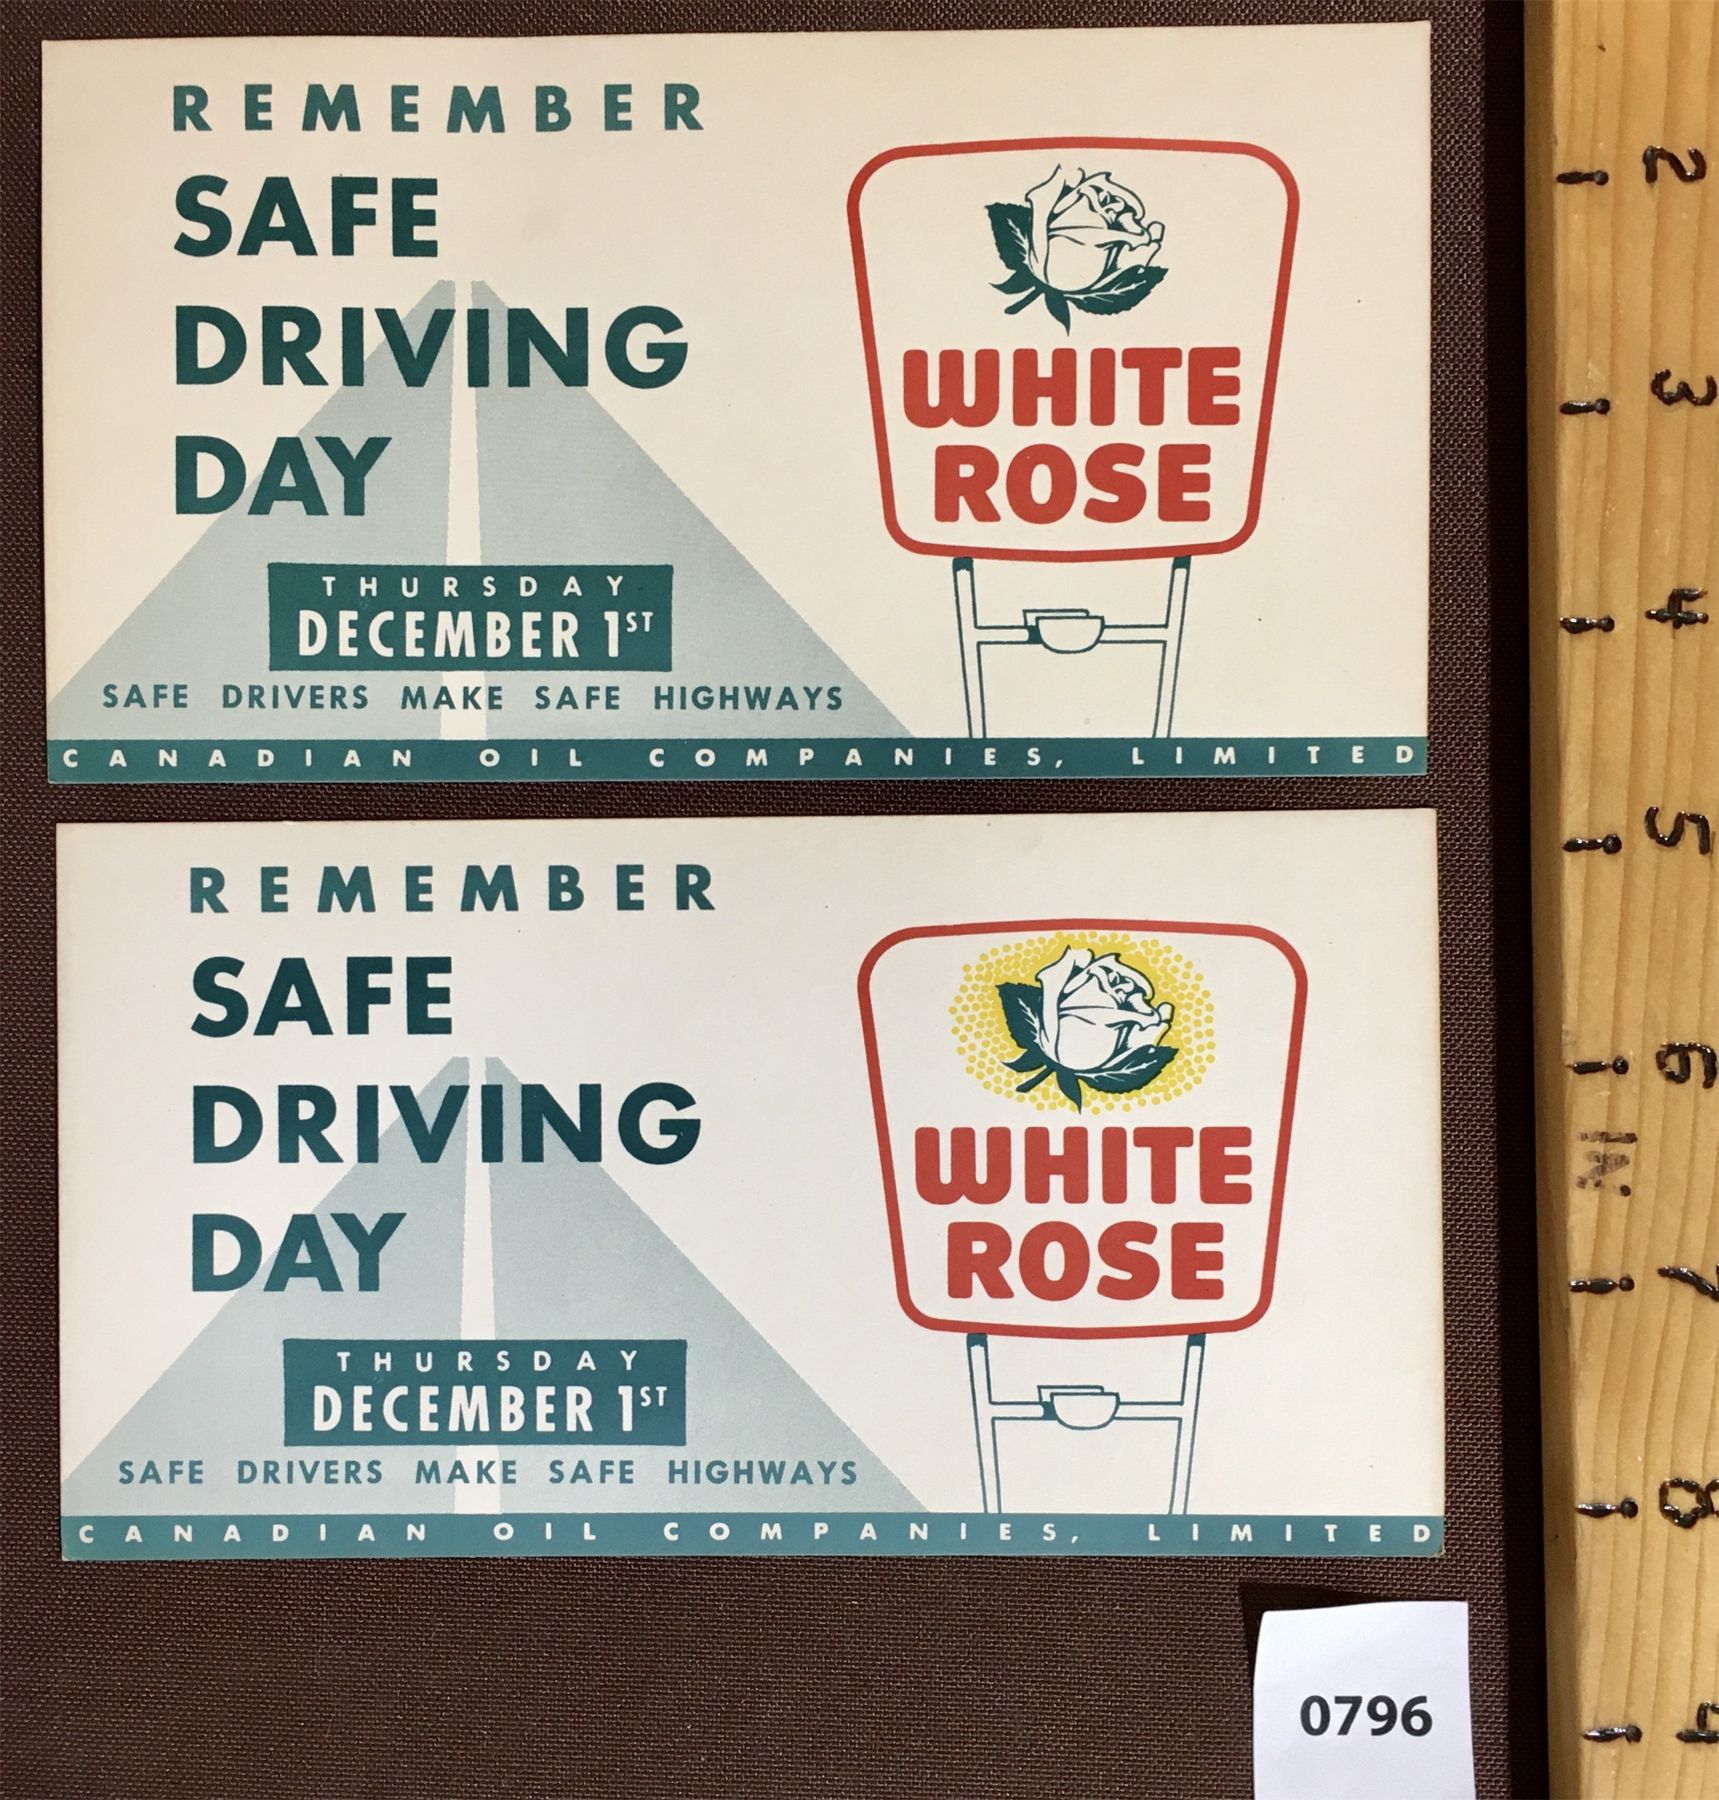 REMEMBER
SAFE
DRIVING
DAY
THURSDAY
DECEMBER 1ST
SAFE DRIVERS MAKE SAFE HIGHWAYS
WHITE
ROSE
CANADIAN OIL COMPANIES, LIMITED
REMEMBER
SAFE
DRIVING
DAY
THURSDAY
DECEMBER 1ST
SAFE DRIVERS MAKE SAFE HIGHWAYS
WHITE
ROSE
CANADIAN OIL COMPANIES, LIMITED
0796
2
3
4
5
6
IN.
7
8
9